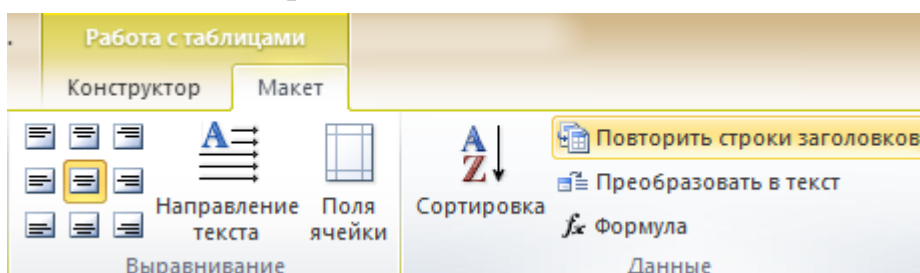 Работа с таблицами
Конструктор Макет
Направление текста
Поля ячейки
Выравнивание
Сортировка
Повторить строки заголовков
Преобразовать в текст
Формула
Данные